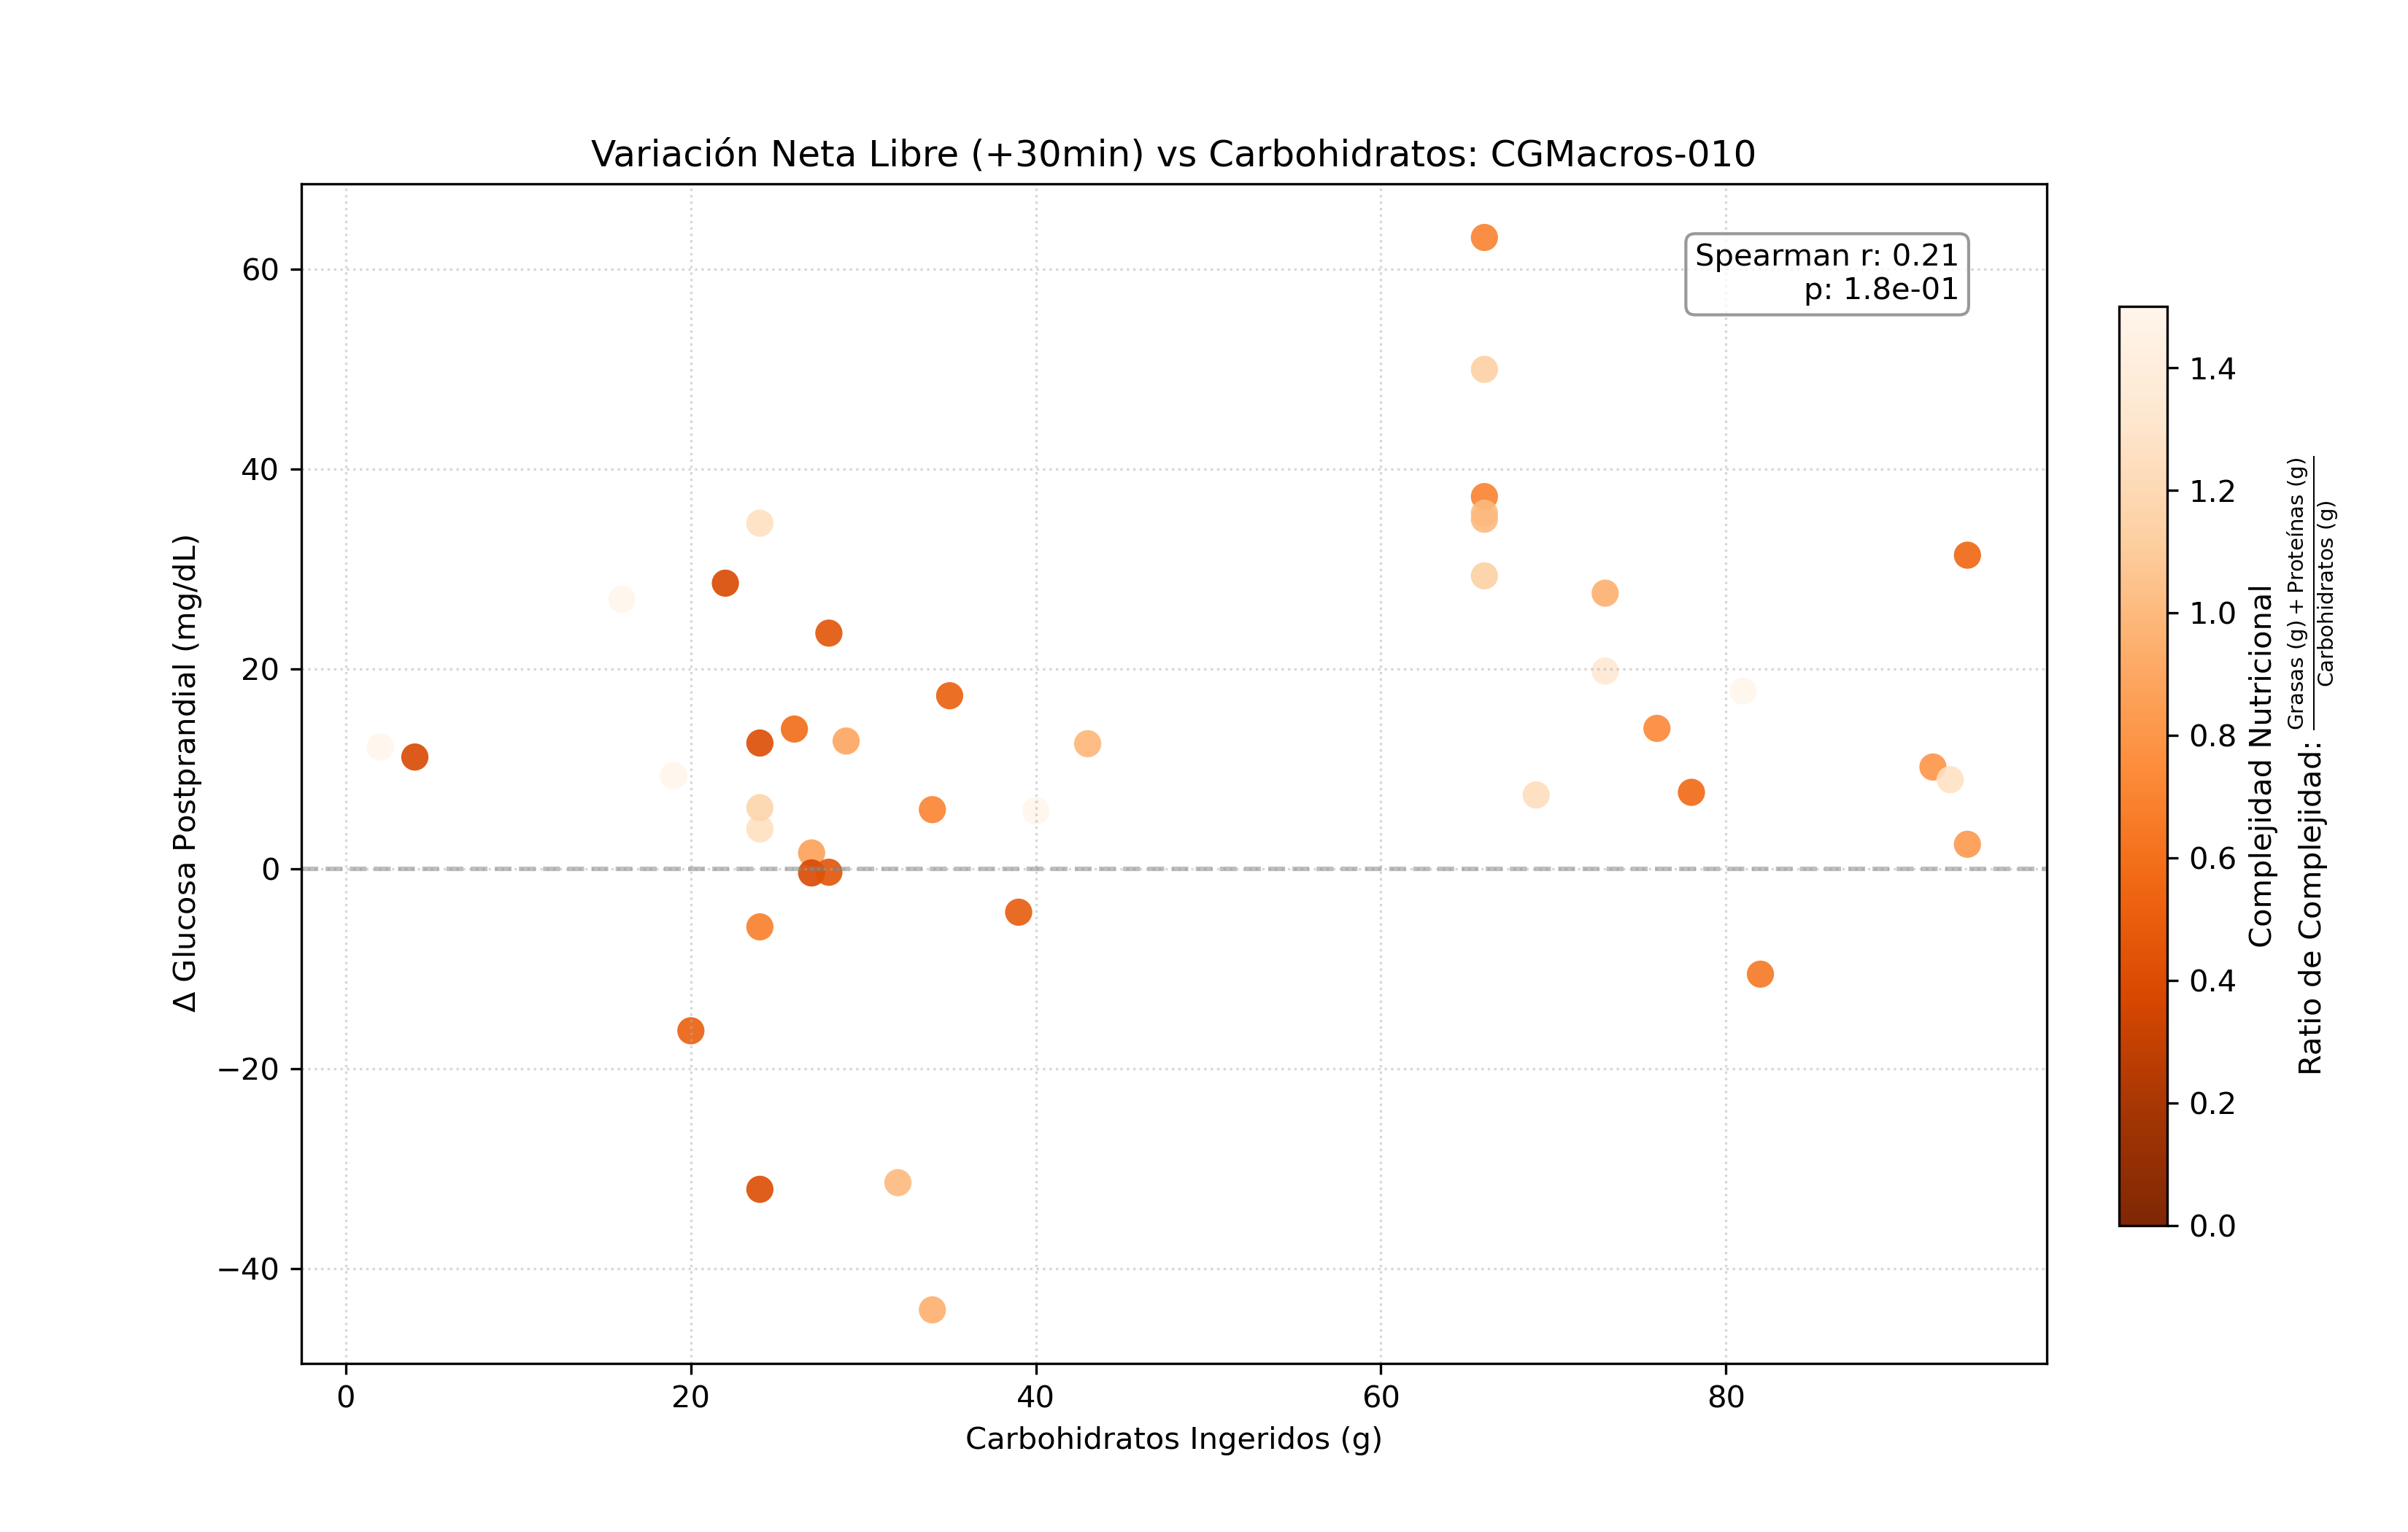 Variación Neta Libre (+30min) vs Carbohidratos: CGMacros-010
Spearman r: 0.21
p: 1.8e-01
Δ Glucosa Postprandial (mg/dL)
60
40
20
0
−20
−40
0
20
40
60
80
Carbohidratos Ingeridos (g)
1.4
1.2
1.0
0.8
0.6
0.4
0.2
0.0
Complejidad Nutricional
Ratio de Complejidad: Grasas (g) + Proteínas (g)
Carbohidratos (g)